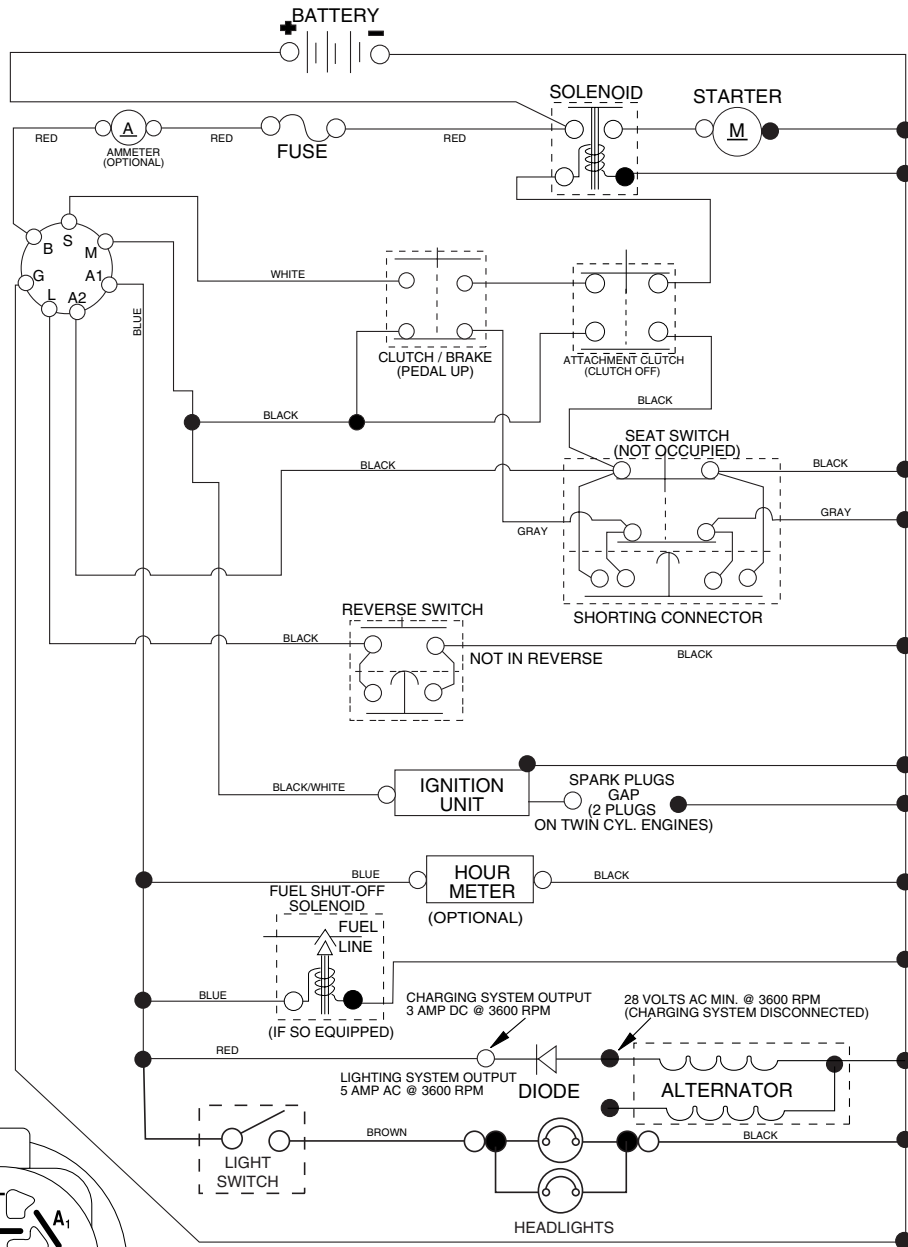 BATTERY
+
-
SOLENOID
STARTER
RED
A
RED
RED
M
AMMETER
(OPTIONAL)
FUSE
B
S
M
G
A1
L
A2
BLUE
WHITE
CLUTCH / BRAKE
(PEDAL UP)
ATTACHMENT CLUTCH
(CLUTCH OFF)
BLACK
BLACK
SEAT SWITCH
(NOT OCCUPIED)
BLACK
BLACK
GRAY
GRAY
SHORTING CONNECTOR
REVERSE SWITCH
BLACK
NOT IN REVERSE
BLACK
BLACK/WHITE
IGNITION
UNIT
SPARK PLUGS
GAP
(2 PLUGS
ON TWIN CYL. ENGINES)
BLUE
HOUR
METER
BLACK
(OPTIONAL)
FUEL SHUT-OFF
SOLENOID
FUEL
LINE
BLUE
(IF SO EQUIPPED)
CHARGING SYSTEM OUTPUT
3 AMP DC @ 3600 RPM
28 VOLTS AC MIN. @ 3600 RPM
(CHARGING SYSTEM DISCONNECTED)
RED
LIGHTING SYSTEM OUTPUT
5 AMP AC @ 3600 RPM
DIODE
ALTERNATOR
BROWN
BLACK
LIGHT
SWITCH
HEADLIGHTS
A1